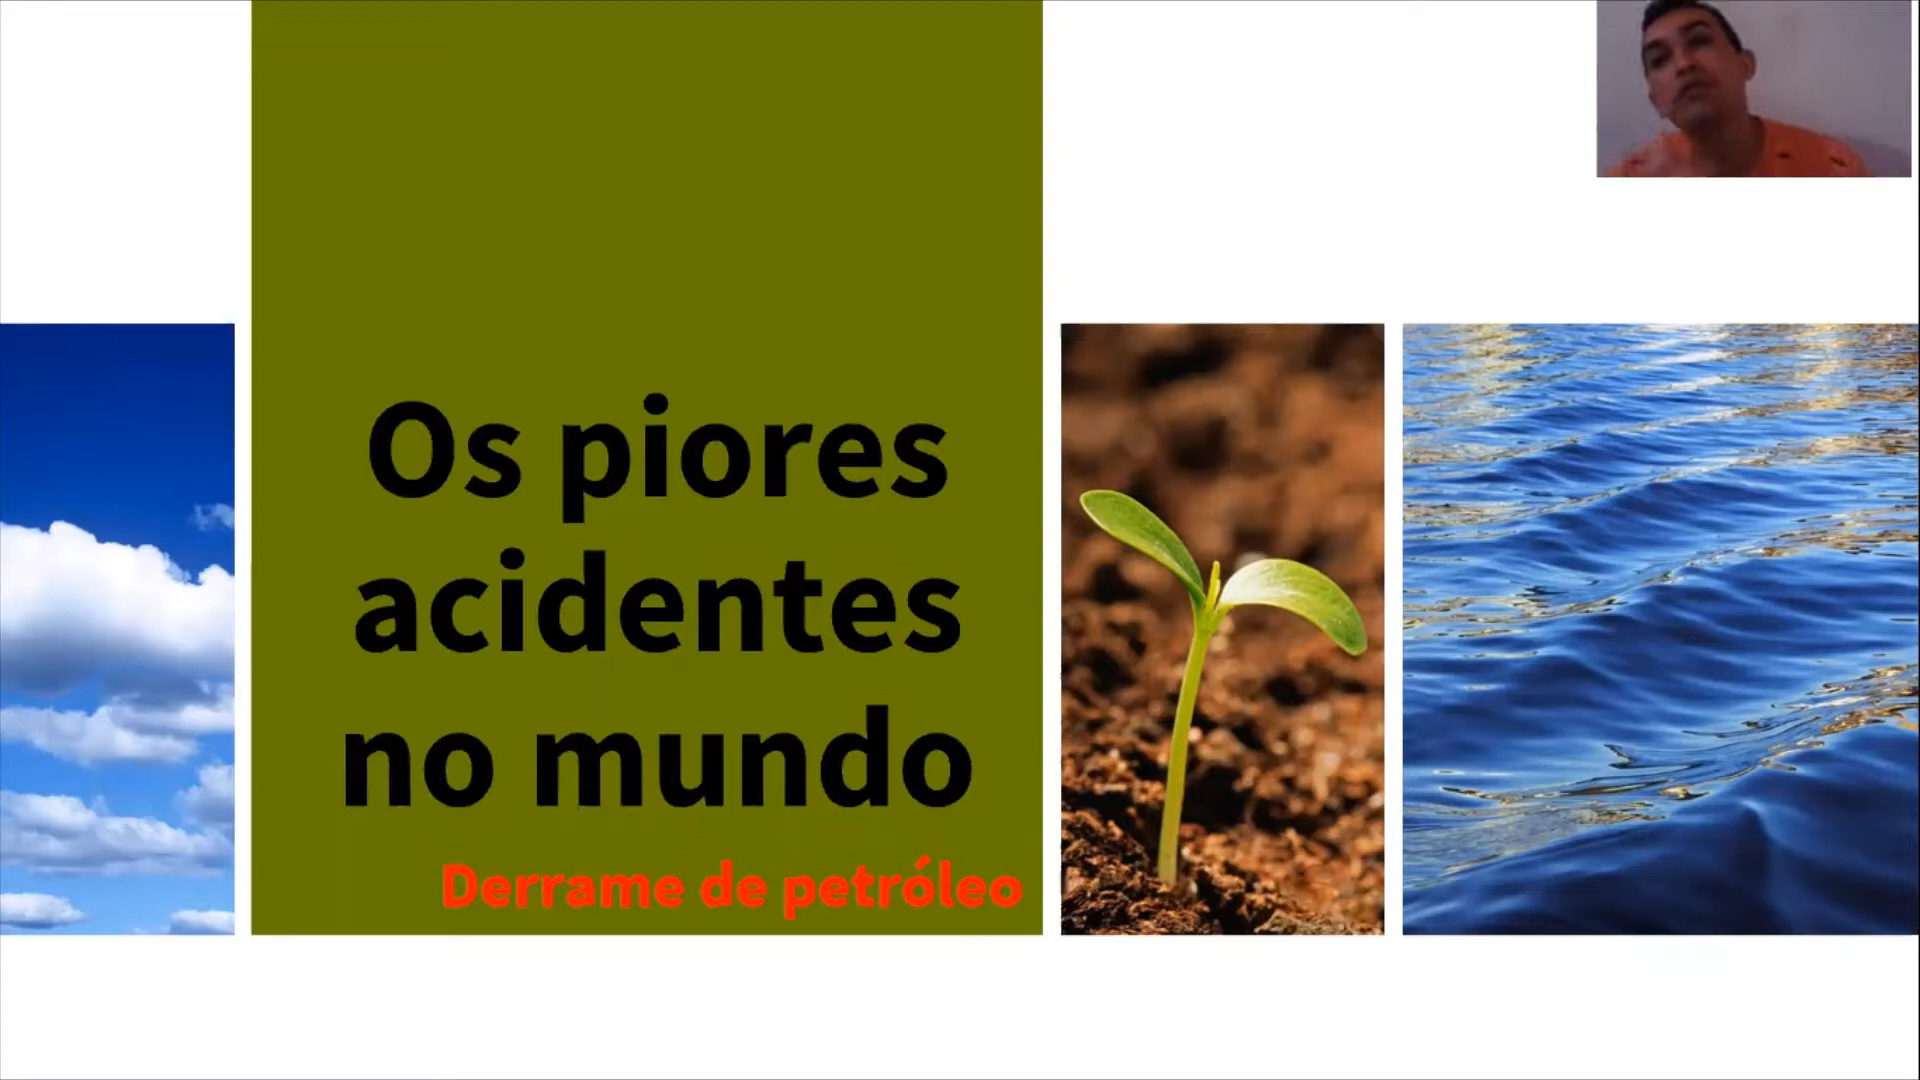 Os piores
acidentes
no mundo
Derrame de petróleo